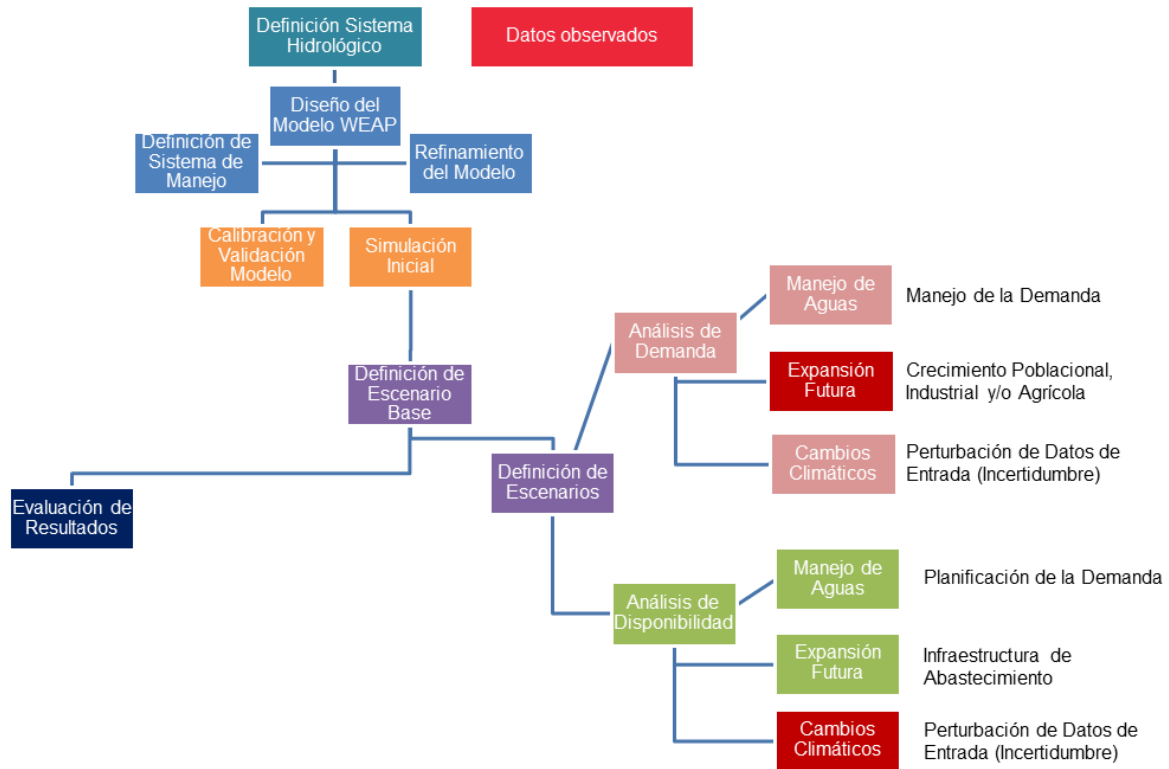 Definición Sistema
Hidrológico
Datos observados
Diseño del
Modelo WEAP
Definición de
Sistema de
Manejo
Refinamiento
del Modelo
Calibración y
Validación
Modelo
Simulación
Inicial
Definición de
Escenario
Base
Evaluación de
Resultados
Definición de
Escenarios
Análisis de
Demanda
Manejo de
Aguas
Manejo de la Demanda
Expansión
Futura
Crecimiento Poblacional,
Industrial y/o Agrícola
Cambios
Climáticos
Perturbación de Datos de
Entrada (Incertidumbre)
Análisis de
Disponibilidad
Manejo de
Aguas
Planificación de la Demanda
Expansión
Futura
Infraestructura de
Abastecimiento
Cambios
Climáticos
Perturbación de Datos de
Entrada (Incertidumbre)